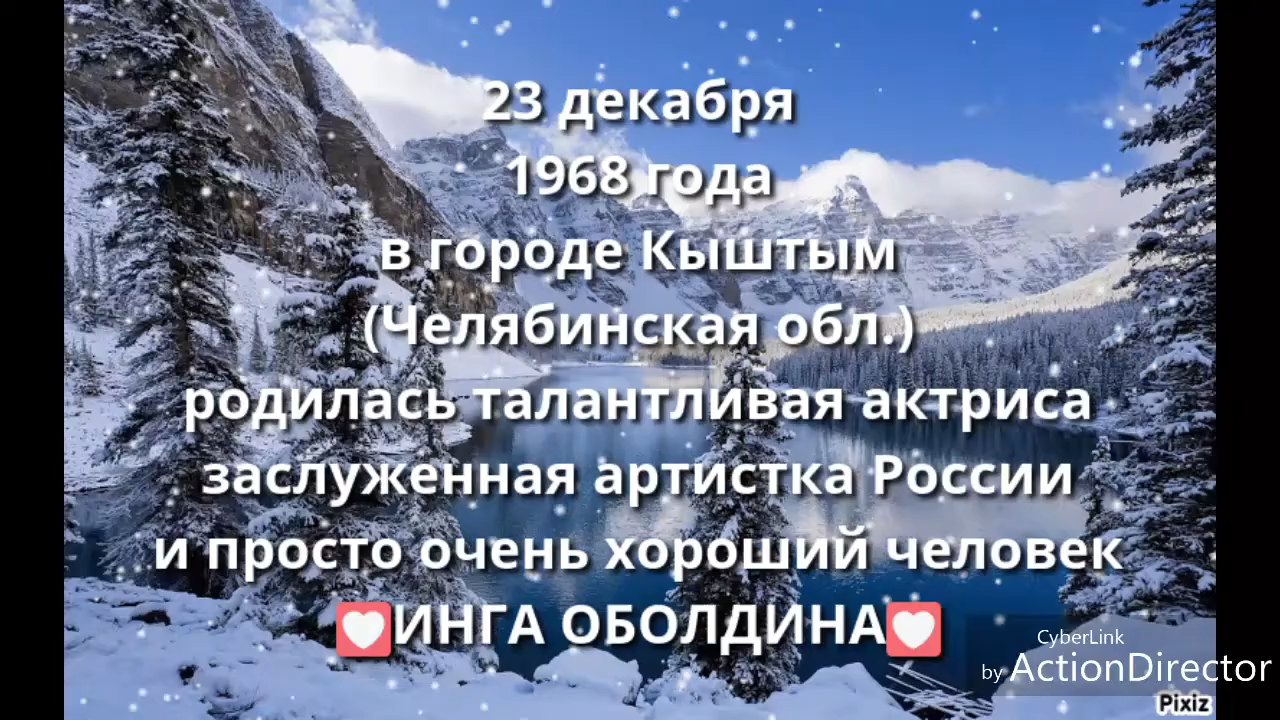 23 декабря
1968 года
в городе Кыштым
(Челябинская обл.)
родилась талантливая актриса
заслуженная артистка России
и просто очень хороший человек
💟ИНГА ОБОЛДИНА💟
CyberLink
by ActionDirector
Pixiz